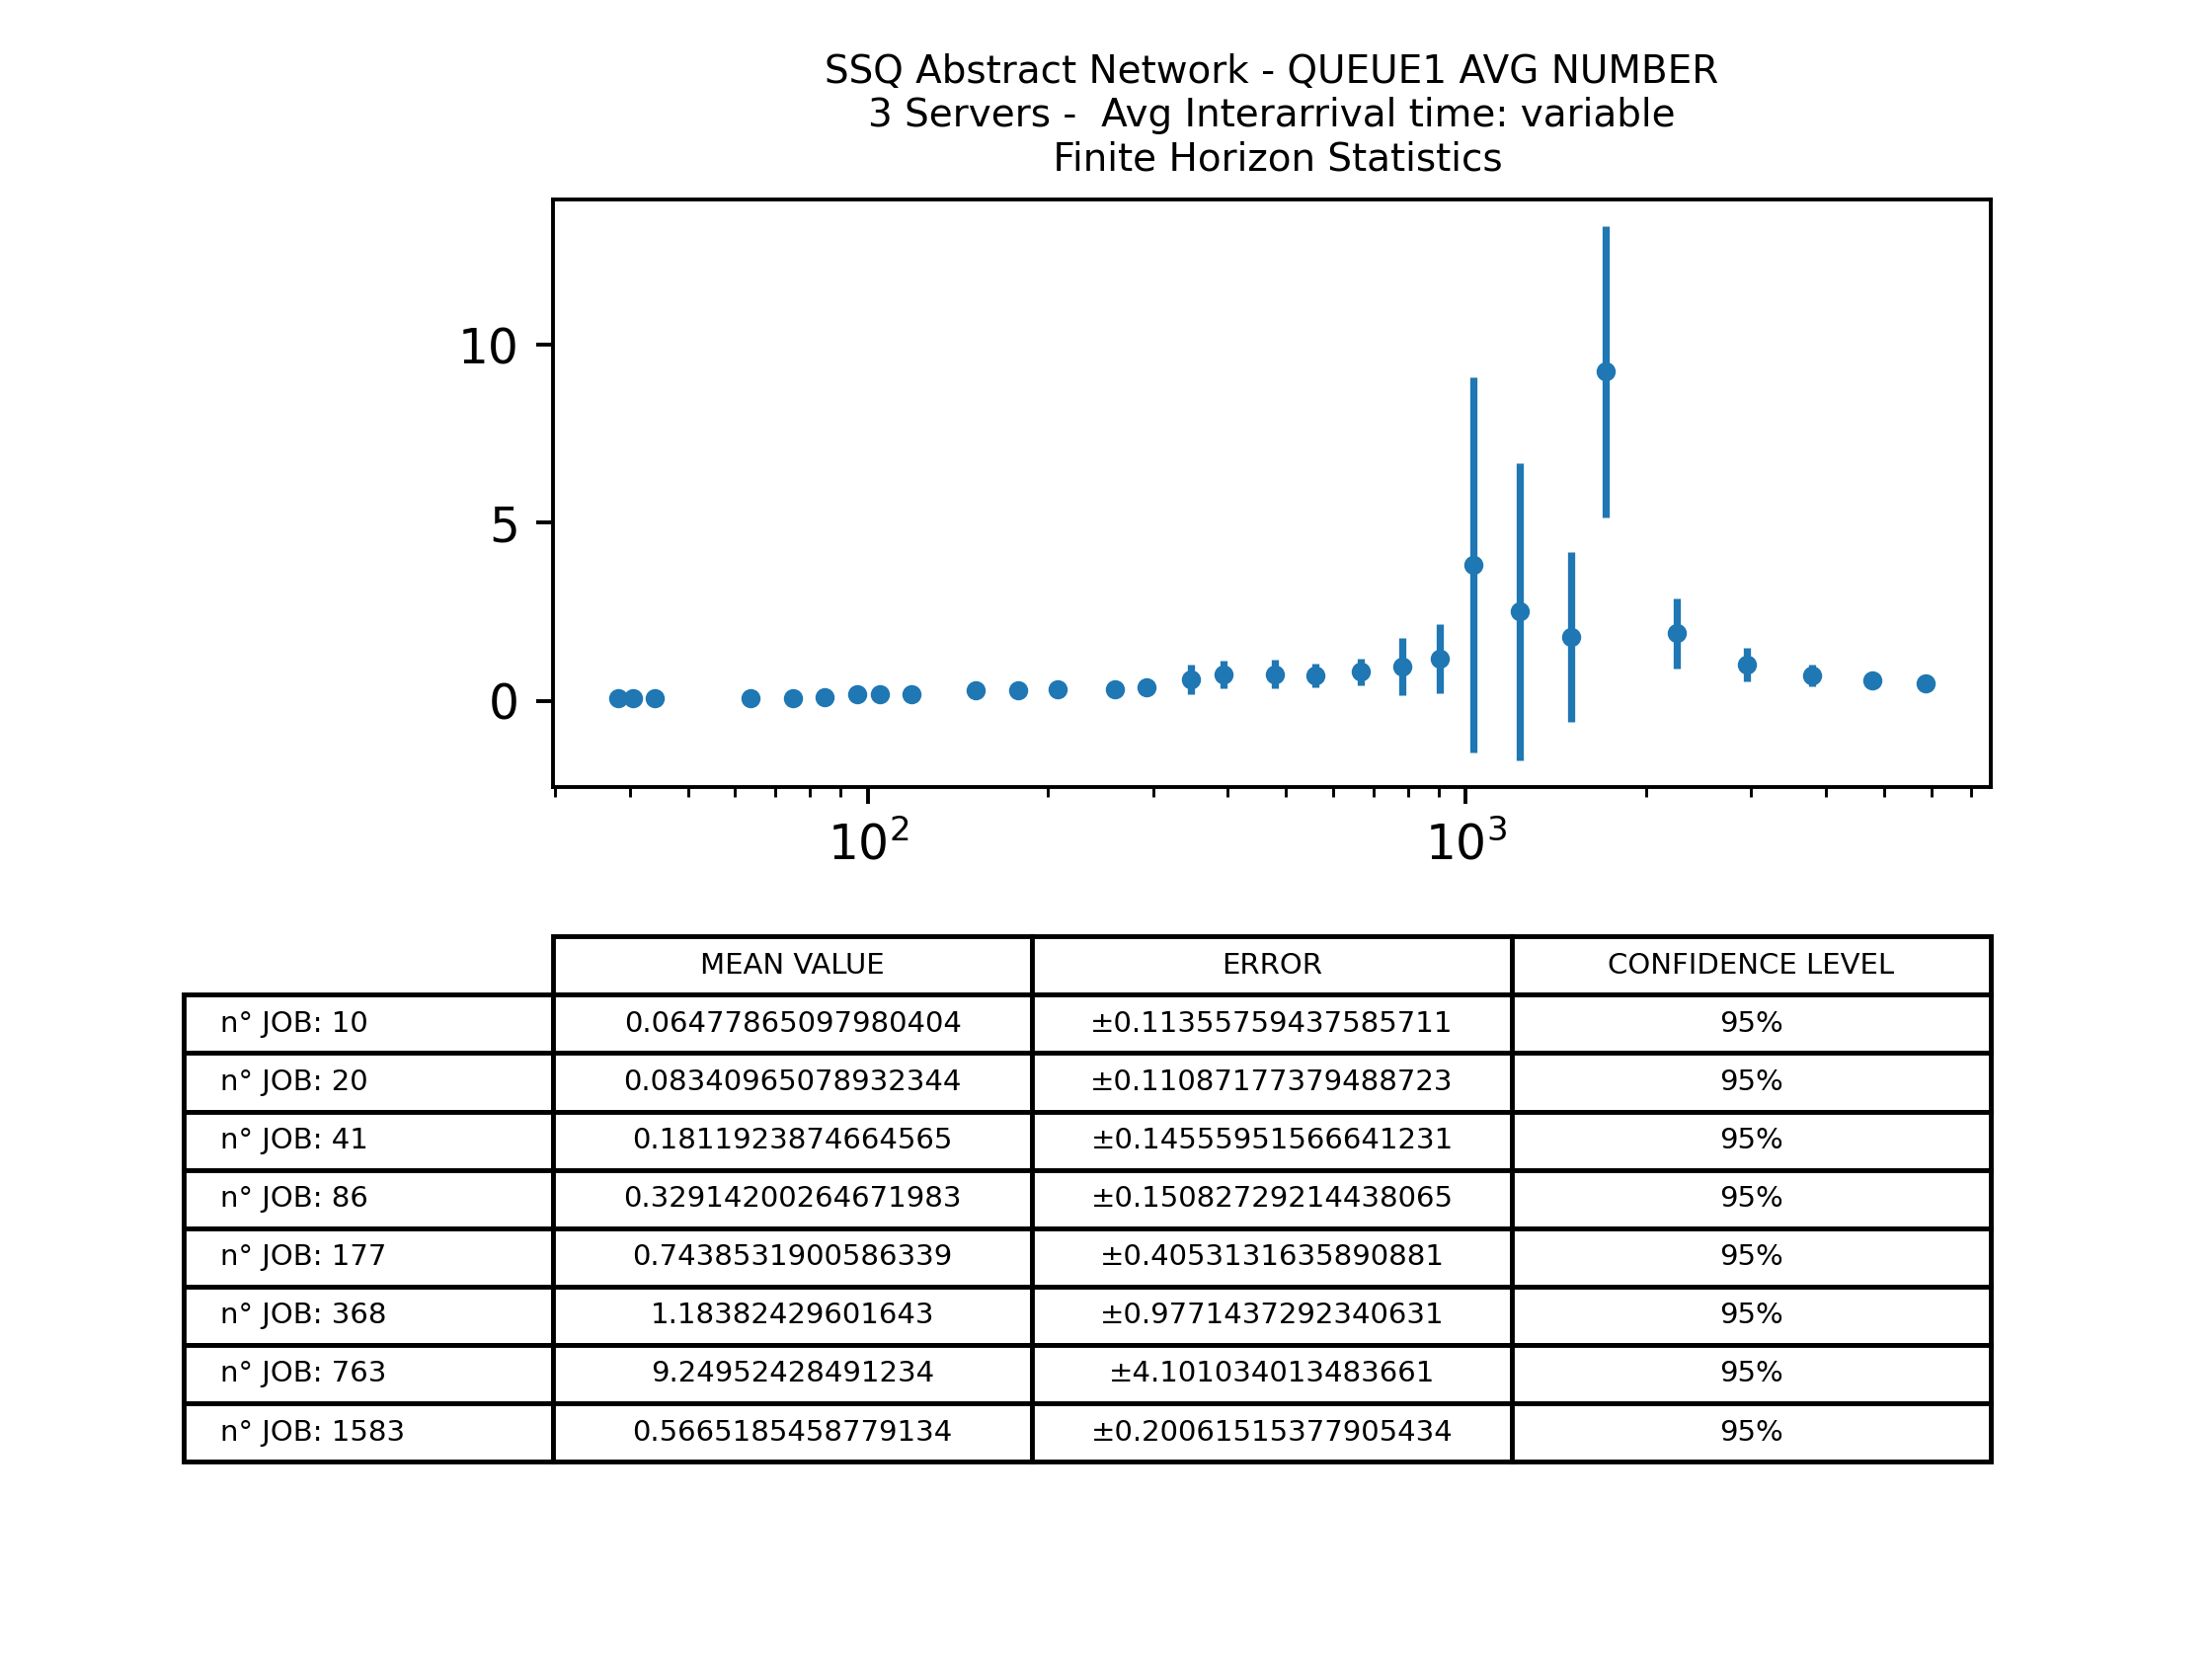 SSQ Abstract Network - QUEUE1 AVG NUMBER
3 Servers -  Avg Interarrival time: variable
Finite Horizon Statistics
10
5
0
10² 10³
MEAN VALUE ERROR CONFIDENCE LEVEL
n° JOB: 10 0.06477865097980404 ±0.11355759437585711 95%
n° JOB: 20 0.08340965078932344 ±0.11087177379488723 95%
n° JOB: 41 0.1811923874664565 ±0.14555951566641231 95%
n° JOB: 86 0.32914200264671983 ±0.15082729214438065 95%
n° JOB: 177 0.7438531900586339 ±0.4053131635890881 95%
n° JOB: 368 1.18382429601643 ±0.9771437292340631 95%
n° JOB: 763 9.24952428491234 ±4.101034013483661 95%
n° JOB: 1583 0.5665185458779134 ±0.20061515377905434 95%